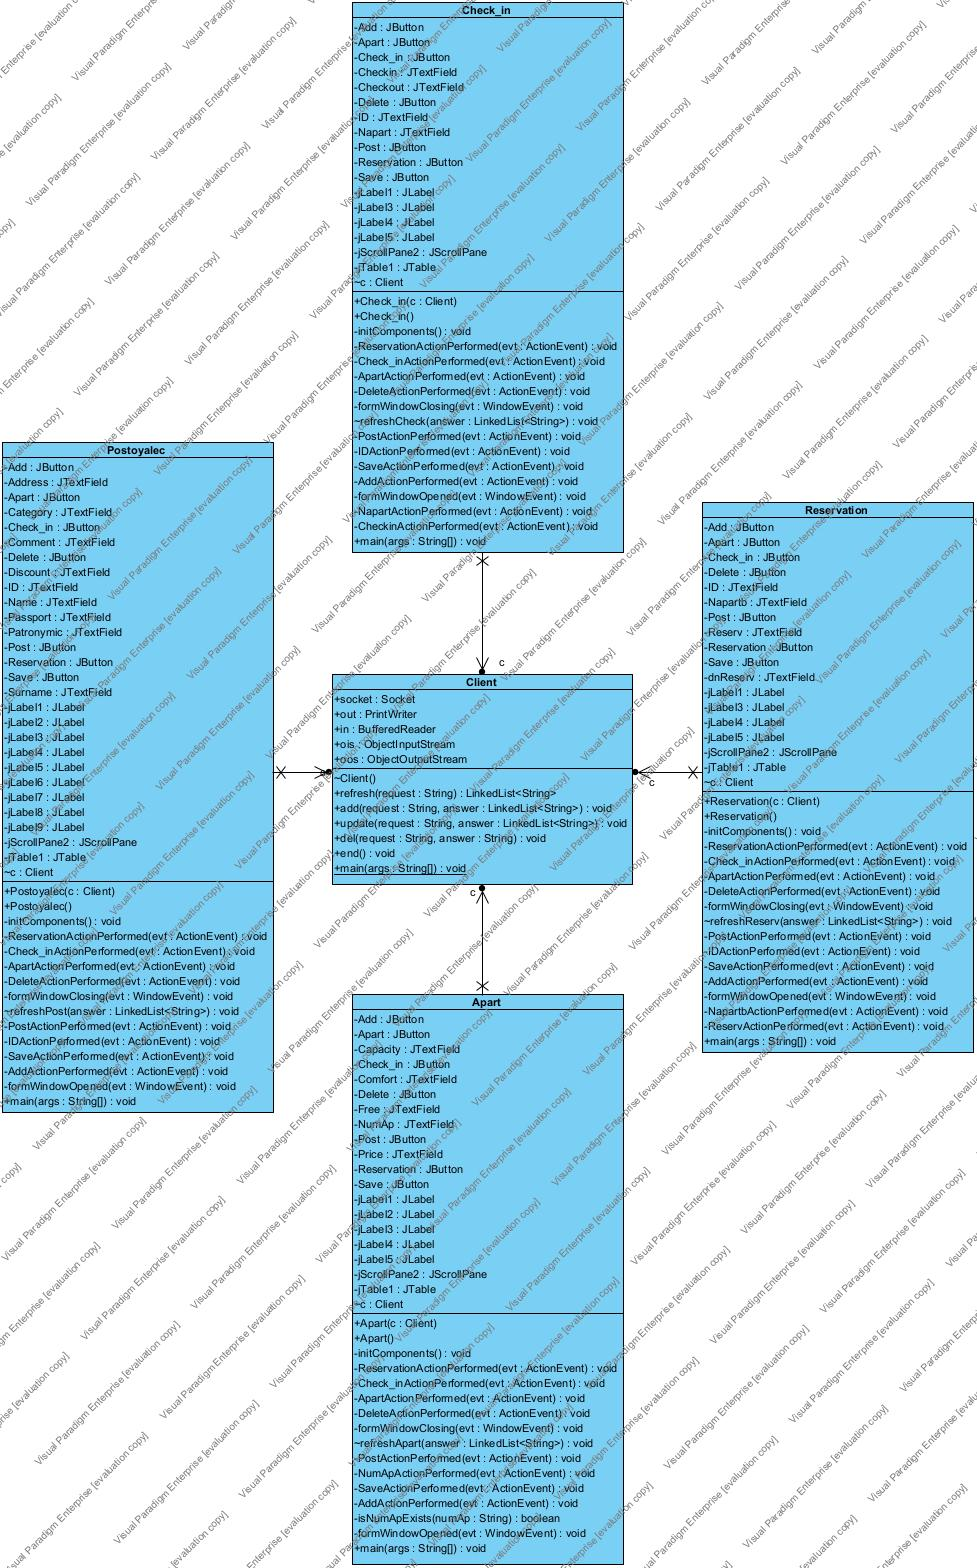 Check_in
-Add : JButton
-Apart : JButton
-Check_in : JButton
-Checkin : JTextField
-Checkout : JTextField
-Delete : JButton
-ID : JTextField
-Napart : JTextField
-Post : JButton
-Reservation : JButton
-Save : JButton
-jLabel1 : JLabel
-jLabel3 : JLabel
-jLabel4 : JLabel
-jLabel5 : JLabel
-jScrollPane2 : JScrollPane
-jTable1 : JTable
~c : Client
+Check_in(c : Client)
+Check_in()
-initComponents() : void
-ReservationActionPerformed(evt : ActionEvent) : void
-Check_inActionPerformed(evt : ActionEvent) : void
-ApartActionPerformed(evt : ActionEvent) : void
-DeleteActionPerformed(evt : ActionEvent) : void
-formWindowClosing(evt : WindowEvent) : void
~refreshCheck(answer : LinkedList<String>) : void
-PostActionPerformed(evt : ActionEvent) : void
-IDActionPerformed(evt : ActionEvent) : void
-SaveActionPerformed(evt : ActionEvent) : void
-AddActionPerformed(evt : ActionEvent) : void
-formWindowOpened(evt : WindowEvent) : void
-NapartActionPerformed(evt : ActionEvent) : void
-CheckinActionPerformed(evt : ActionEvent) : void
+main(args : String[]) : void
Postoyalec
-Add : JButton
-Address : JTextField
-Apart : JButton
-Category : JTextField
-Check_in : JButton
-Comment : JTextField
-Delete : JButton
-Discount : JTextField
-ID : JTextField
-Name : JTextField
-Passport : JTextField
-Patronymic : JTextField
-Post : JButton
-Reservation : JButton
-Save : JButton
-Surname : JTextField
-jLabel1 : JLabel
-jLabel2 : JLabel
-jLabel3 : JLabel
-jLabel4 : JLabel
-jLabel5 : JLabel
-jLabel6 : JLabel
-jLabel7 : JLabel
-jLabel8 : JLabel
-jLabel9 : JLabel
-jScrollPane2 : JScrollPane
-jTable1 : JTable
~c : Client
+Postoyalec(c : Client)
+Postoyalec()
-initComponents() : void
-ReservationActionPerformed(evt : ActionEvent) : void
-Check_inActionPerformed(evt : ActionEvent) : void
-ApartActionPerformed(evt : ActionEvent) : void
-DeleteActionPerformed(evt : ActionEvent) : void
-formWindowClosing(evt : WindowEvent) : void
~refreshPost(answer : LinkedList<String>) : void
-PostActionPerformed(evt : ActionEvent) : void
-IDActionPerformed(evt : ActionEvent) : void
-SaveActionPerformed(evt : ActionEvent) : void
-AddActionPerformed(evt : ActionEvent) : void
-formWindowOpened(evt : WindowEvent) : void
+main(args : String[]) : void
c
Client
+socket : Socket
+out : PrintWriter
+in : BufferedReader
+ois : ObjectInputStream
+oos : ObjectOutputStream
~Client()
+refresh(request : String) : LinkedList<String>
+add(request : String, answer : LinkedList<String>) : void
+update(request : String, answer : LinkedList<String>) : void
+del(request : String, answer : String) : void
+end() : void
+main(args : String[]) : void
c
c
Reservation
-Add : JButton
-Apart : JButton
-Check_in : JButton
-Delete : JButton
-ID : JTextField
-Napartb : JTextField
-Post : JButton
-Reserv : JTextField
-Reservation : JButton
-Save : JButton
-dnReserv : JTextField
-jLabel1 : JLabel
-jLabel3 : JLabel
-jLabel4 : JLabel
-jLabel5 : JLabel
-jScrollPane2 : JScrollPane
-jTable1 : JTable
~c : Client
+Reservation(c : Client)
+Reservation()
-initComponents() : void
-ReservationActionPerformed(evt : ActionEvent) : void
-Check_inActionPerformed(evt : ActionEvent) : void
-ApartActionPerformed(evt : ActionEvent) : void
-DeleteActionPerformed(evt : ActionEvent) : void
-formWindowClosing(evt : WindowEvent) : void
~refreshReserv(answer : LinkedList<String>) : void
-PostActionPerformed(evt : ActionEvent) : void
-IDActionPerformed(evt : ActionEvent) : void
-SaveActionPerformed(evt : ActionEvent) : void
-AddActionPerformed(evt : ActionEvent) : void
-formWindowOpened(evt : WindowEvent) : void
-NapartbActionPerformed(evt : ActionEvent) : void
-ReservActionPerformed(evt : ActionEvent) : void
+main(args : String[]) : void
Apart
-Add : JButton
-Apart : JButton
-Capacity : JTextField
-Check_in : JButton
-Comfort : JTextField
-Delete : JButton
-Free : JTextField
-NumAp : JTextField
-Post : JButton
-Price : JTextField
-Reservation : JButton
-Save : JButton
-jLabel1 : JLabel
-jLabel2 : JLabel
-jLabel3 : JLabel
-jLabel4 : JLabel
-jLabel5 : JLabel
-jScrollPane2 : JScrollPane
-jTable1 : JTable
~c : Client
+Apart(c : Client)
+Apart()
-initComponents() : void
-ReservationActionPerformed(evt : ActionEvent) : void
-Check_inActionPerformed(evt : ActionEvent) : void
-ApartActionPerformed(evt : ActionEvent) : void
-DeleteActionPerformed(evt : ActionEvent) : void
-formWindowClosing(evt : WindowEvent) : void
~refreshApart(answer : LinkedList<String>) : void
-PostActionPerformed(evt : ActionEvent) : void
-NumApActionPerformed(evt : ActionEvent) : void
-SaveActionPerformed(evt : ActionEvent) : void
-AddActionPerformed(evt : ActionEvent) : void
-isNumApExists(numAp : String) : boolean
-formWindowOpened(evt : WindowEvent) : void
+main(args : String[]) : void
Visual Paradigm Enterprise [evaluation copy]